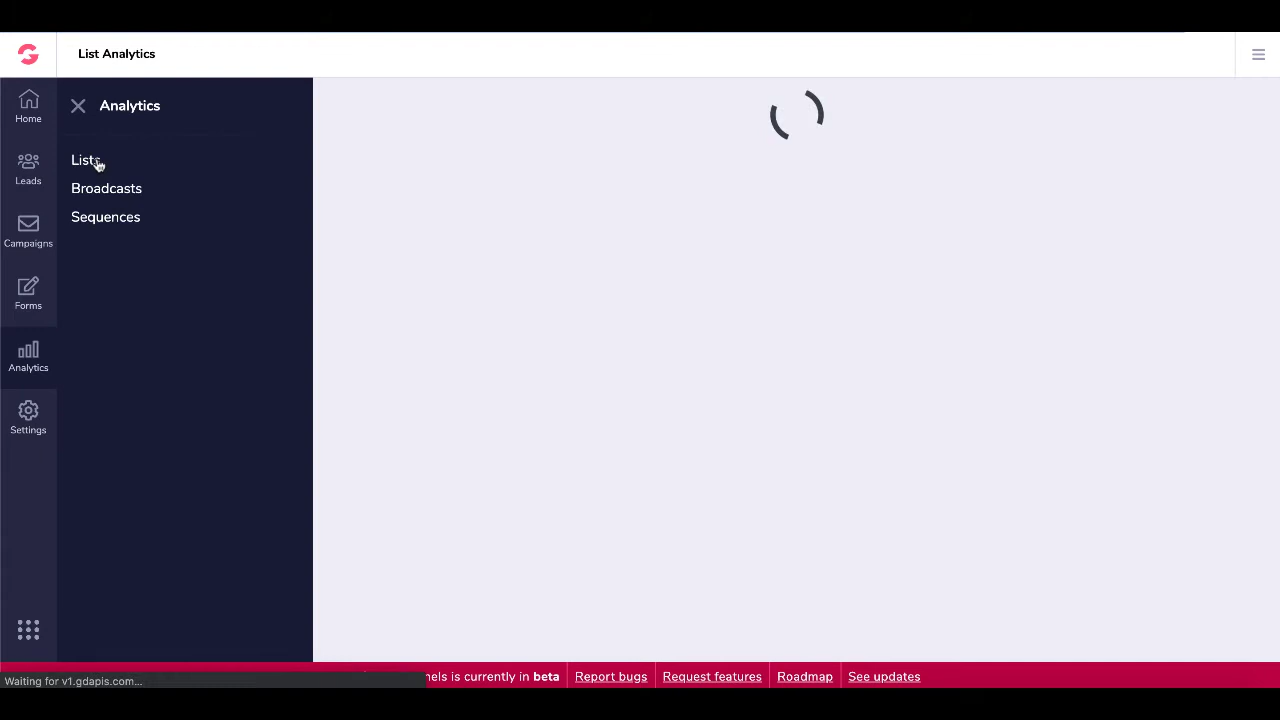 List Analytics
Home
Leads
Campaigns
Forms
Analytics
Settings
Analytics
Lists
Broadcasts
Sequences
nels is currently in beta
Report bugs
Request features
Roadmap
See updates
Waiting for v1.gdapis.com...